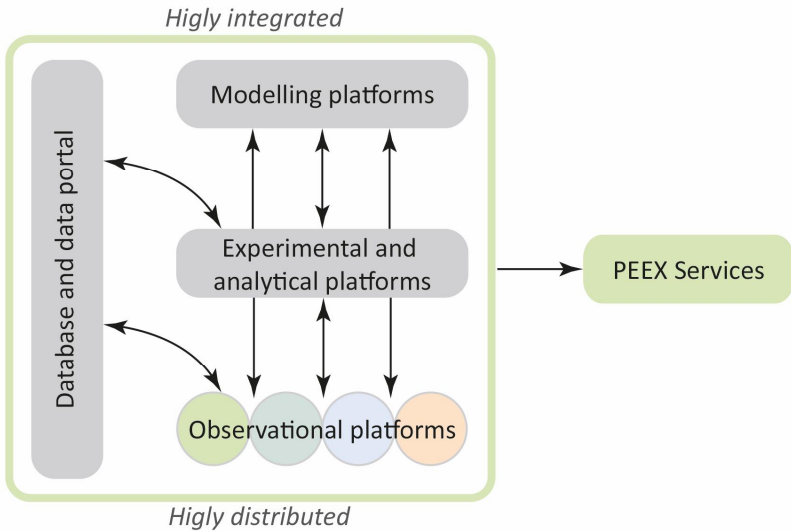 Higly integrated
Database and data portal
Modelling platforms
Experimental and
analytical platforms
Observational platforms
PEEX Services
Higly distributed